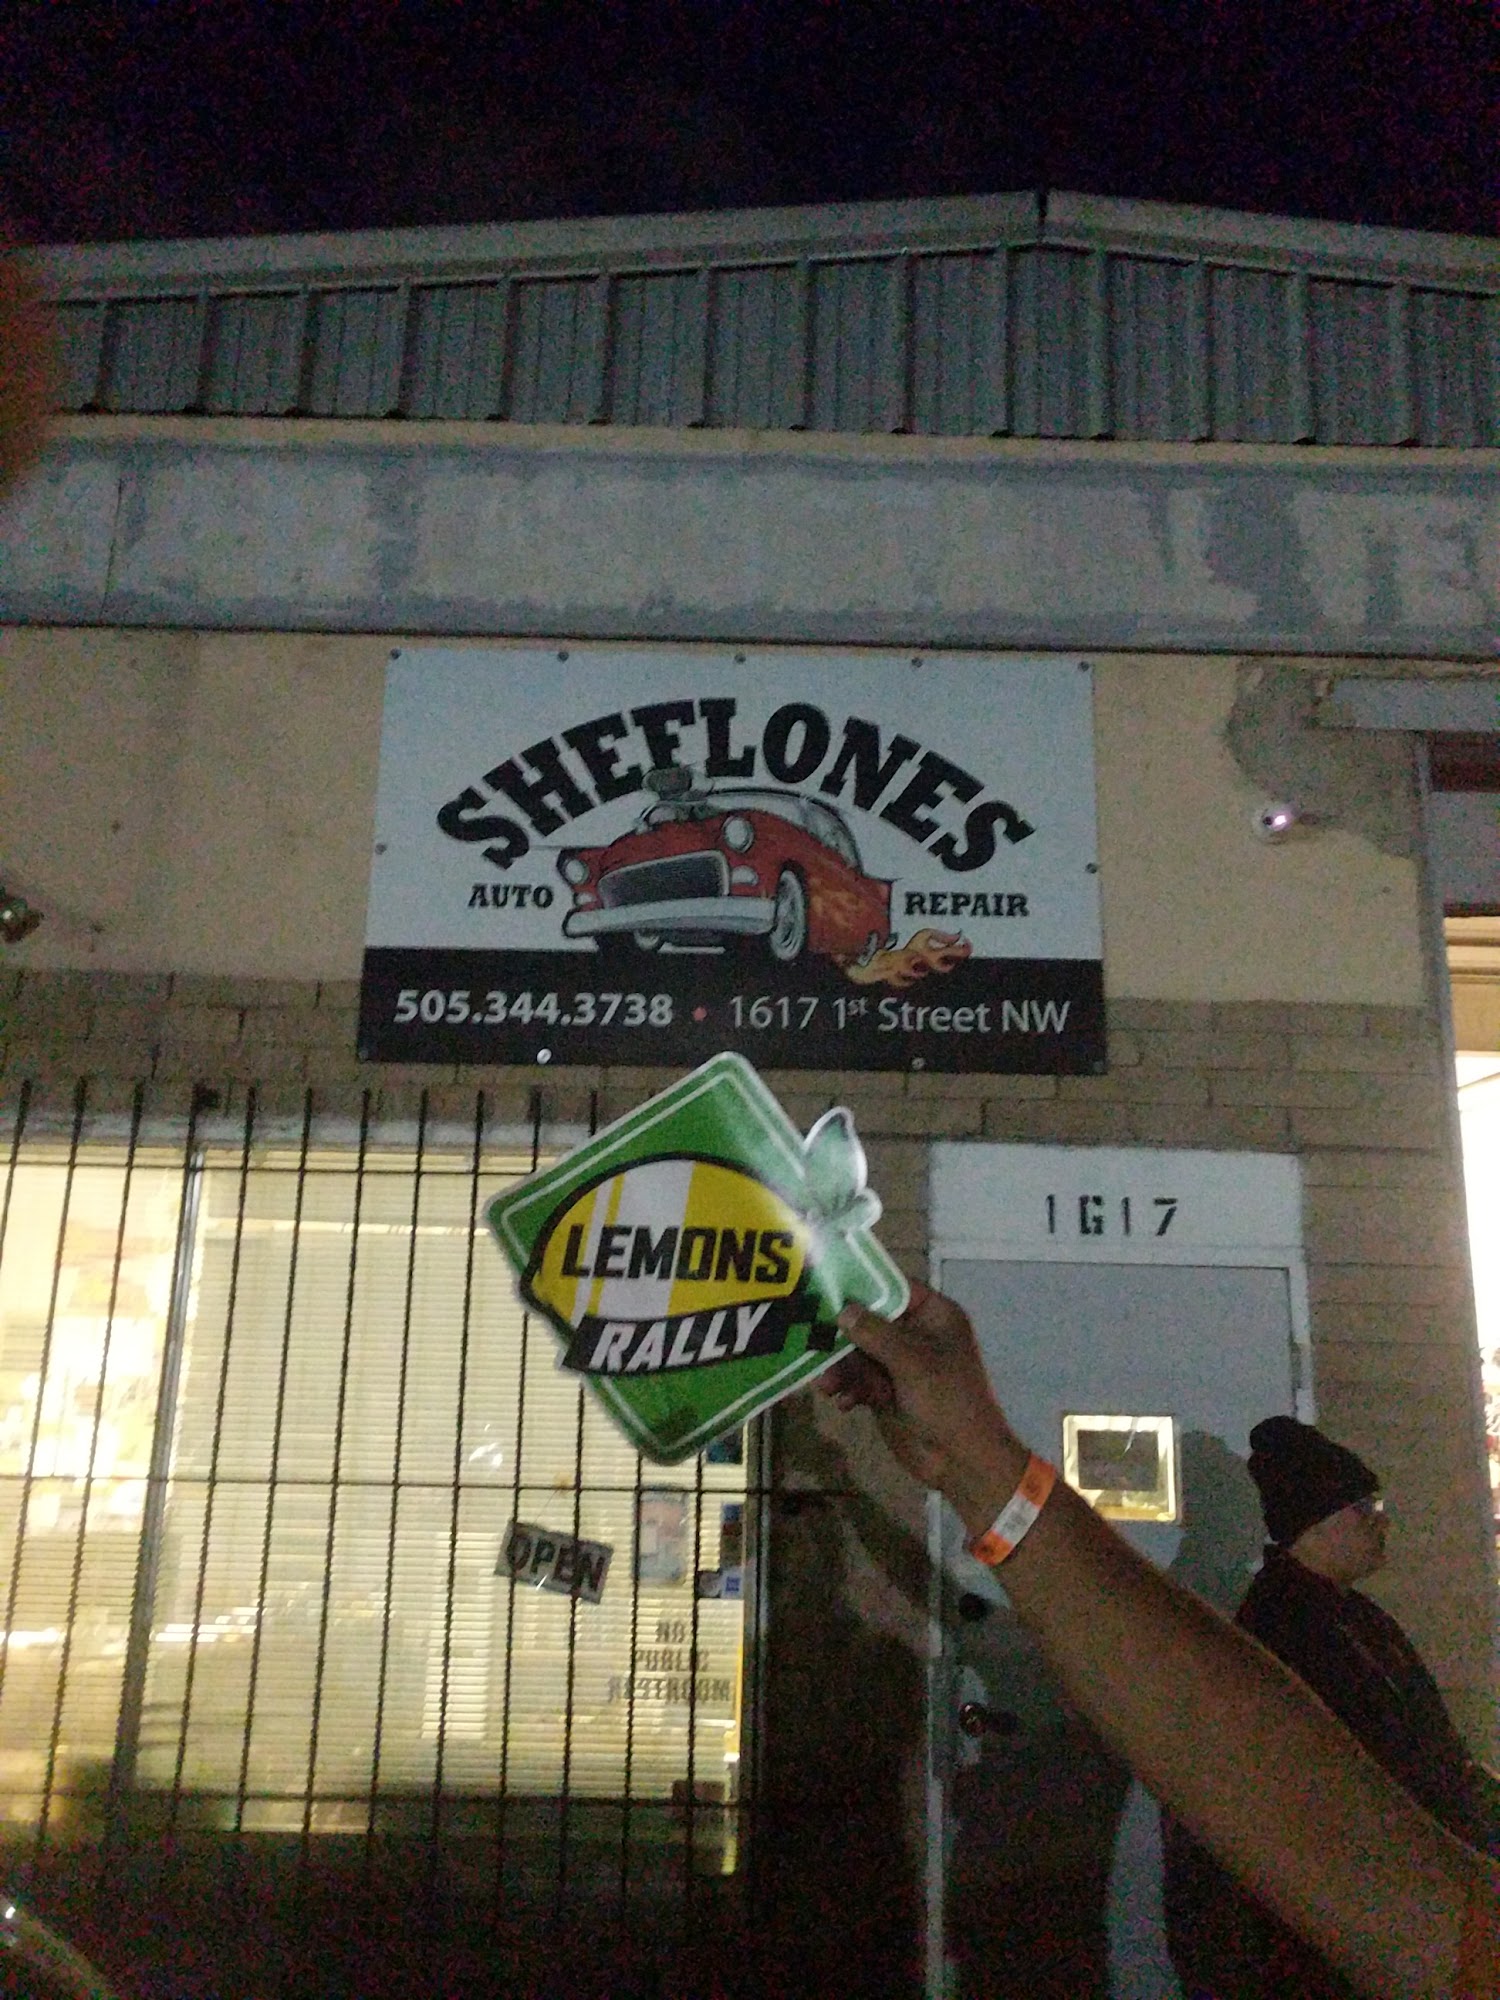 SHEFLONES
AUTO REPAIR
505.344.3738 • 1617 1st Street NW
LEMONS
RALLY
1617
OPEN
NO
PUBLIC
RESTROOM